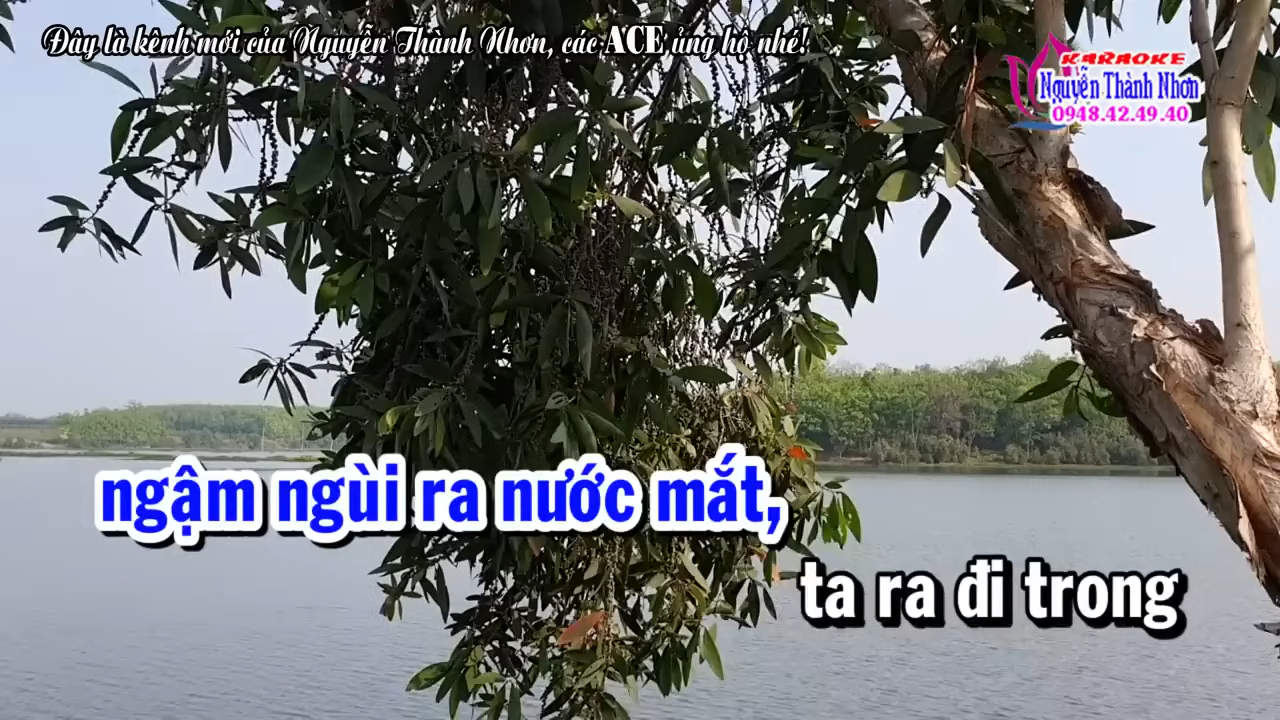 Đây là kênh mới của Nguyễn Thành Nhơn, các ACE ủng hộ nhé!
KARAOKE
Nguyễn Thành Nhơn
0948.42.49.40
ngậm ngùi ra nước mắt,
ta ra đi trong